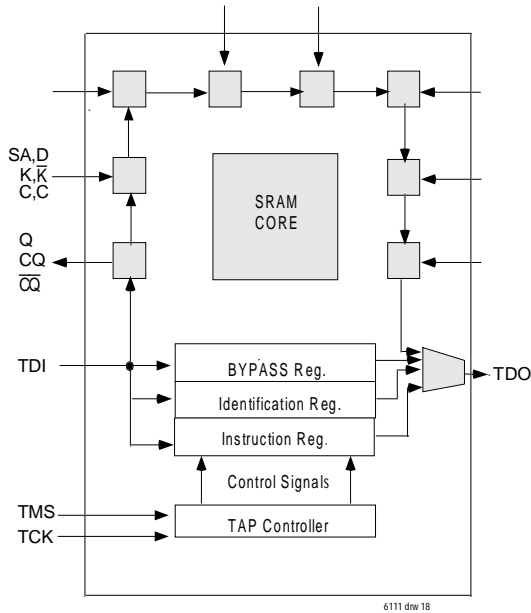 SA,D
K,K̅
C,C
SRAM
CORE
Q
CQ
C̅Q̅
TDI
BYPASS Reg.
TDO
Identification Reg.
Instruction Reg.
Control Signals
TMS
TCK
TAP Controller
6111 drw 18